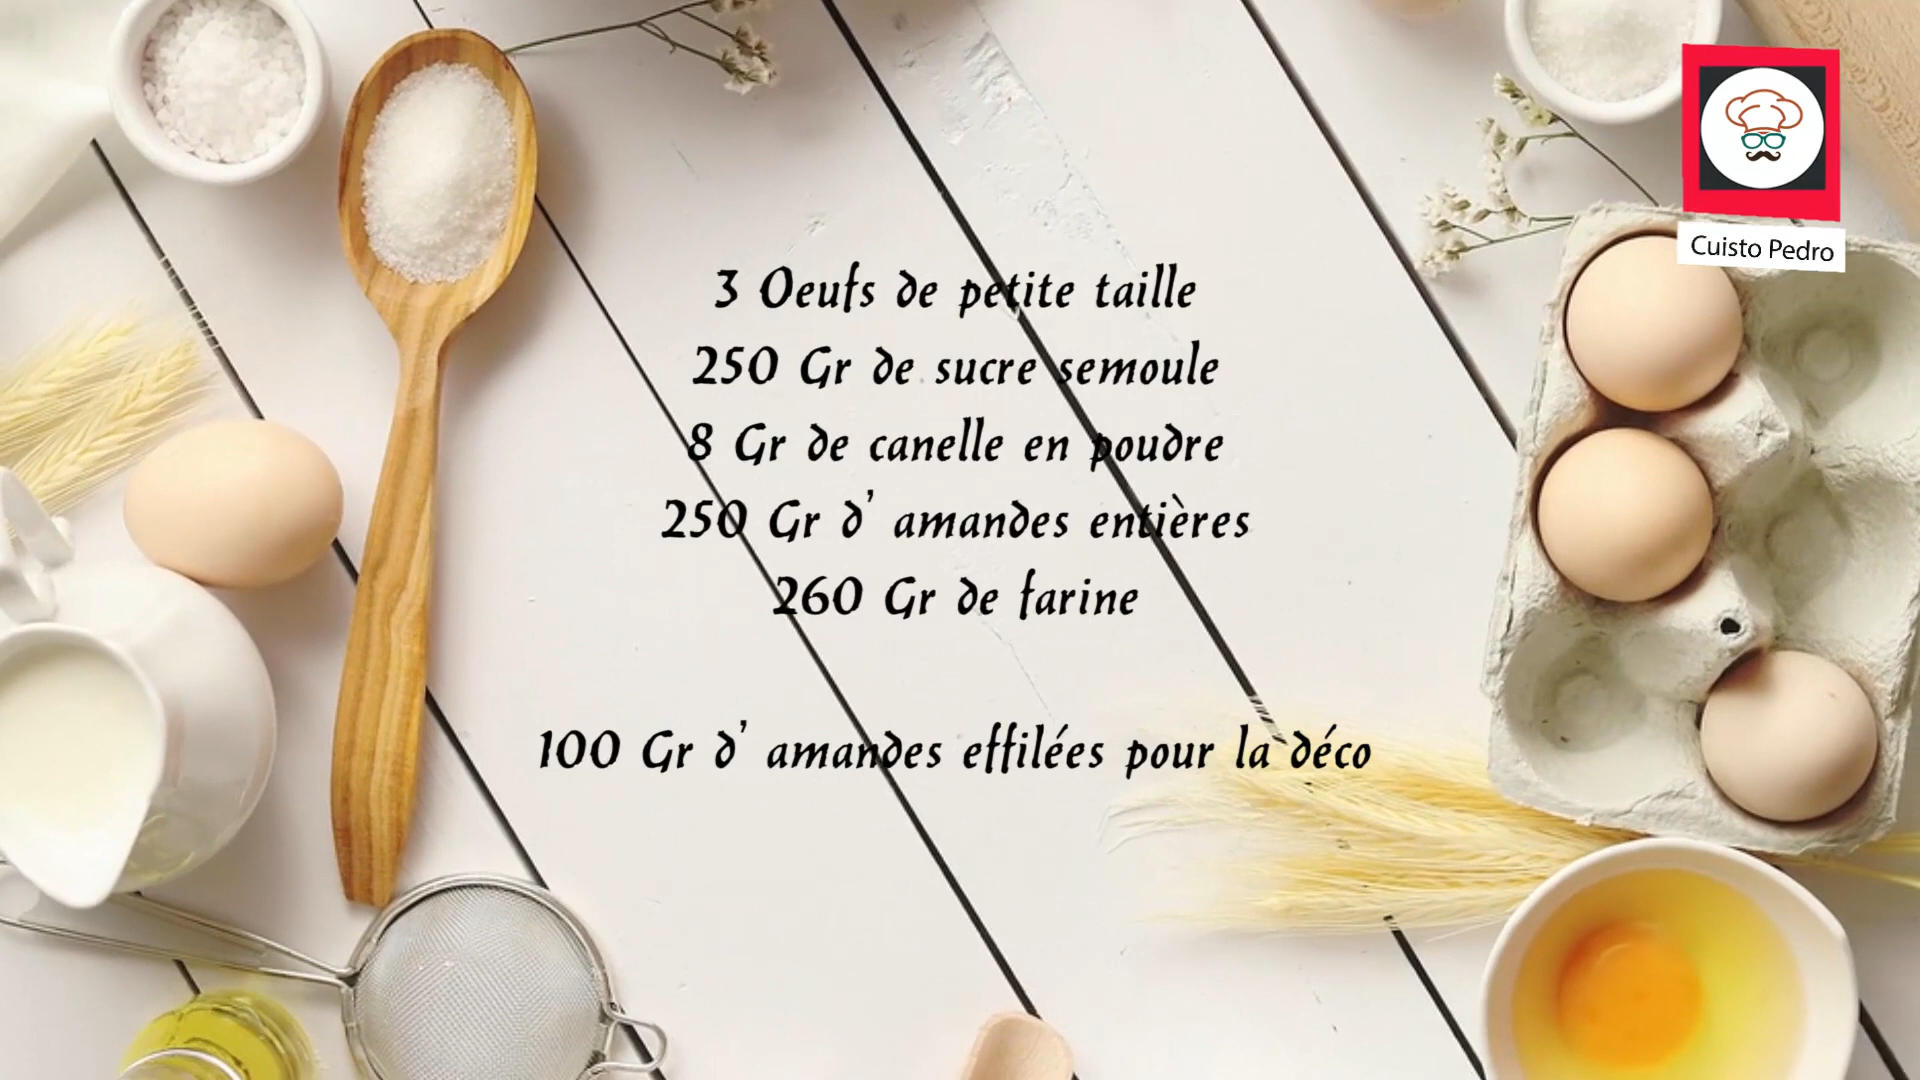 Cuisto Pedro
3 Oeufs de petite taille
250 Gr de sucre semoule
8 Gr de canelle en poudre
250 Gr d' amandes entières
260 Gr de farine
100 Gr d' amandes effilées pour la déco